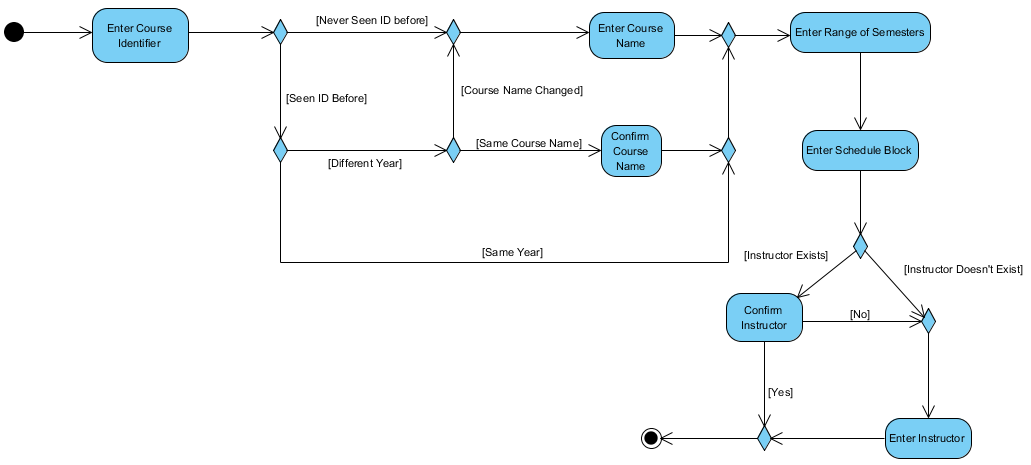 [Never Seen ID before]
Enter Course
Identifier
Enter Course
Name
Enter Range of Semesters
[Seen ID Before]
[Course Name Changed]
[Different Year]
[Same Course Name]
Confirm
Course
Name
Enter Schedule Block
[Same Year]
[Instructor Exists]
[Instructor Doesn't Exist]
Confirm
Instructor
[No]
[Yes]
Enter Instructor